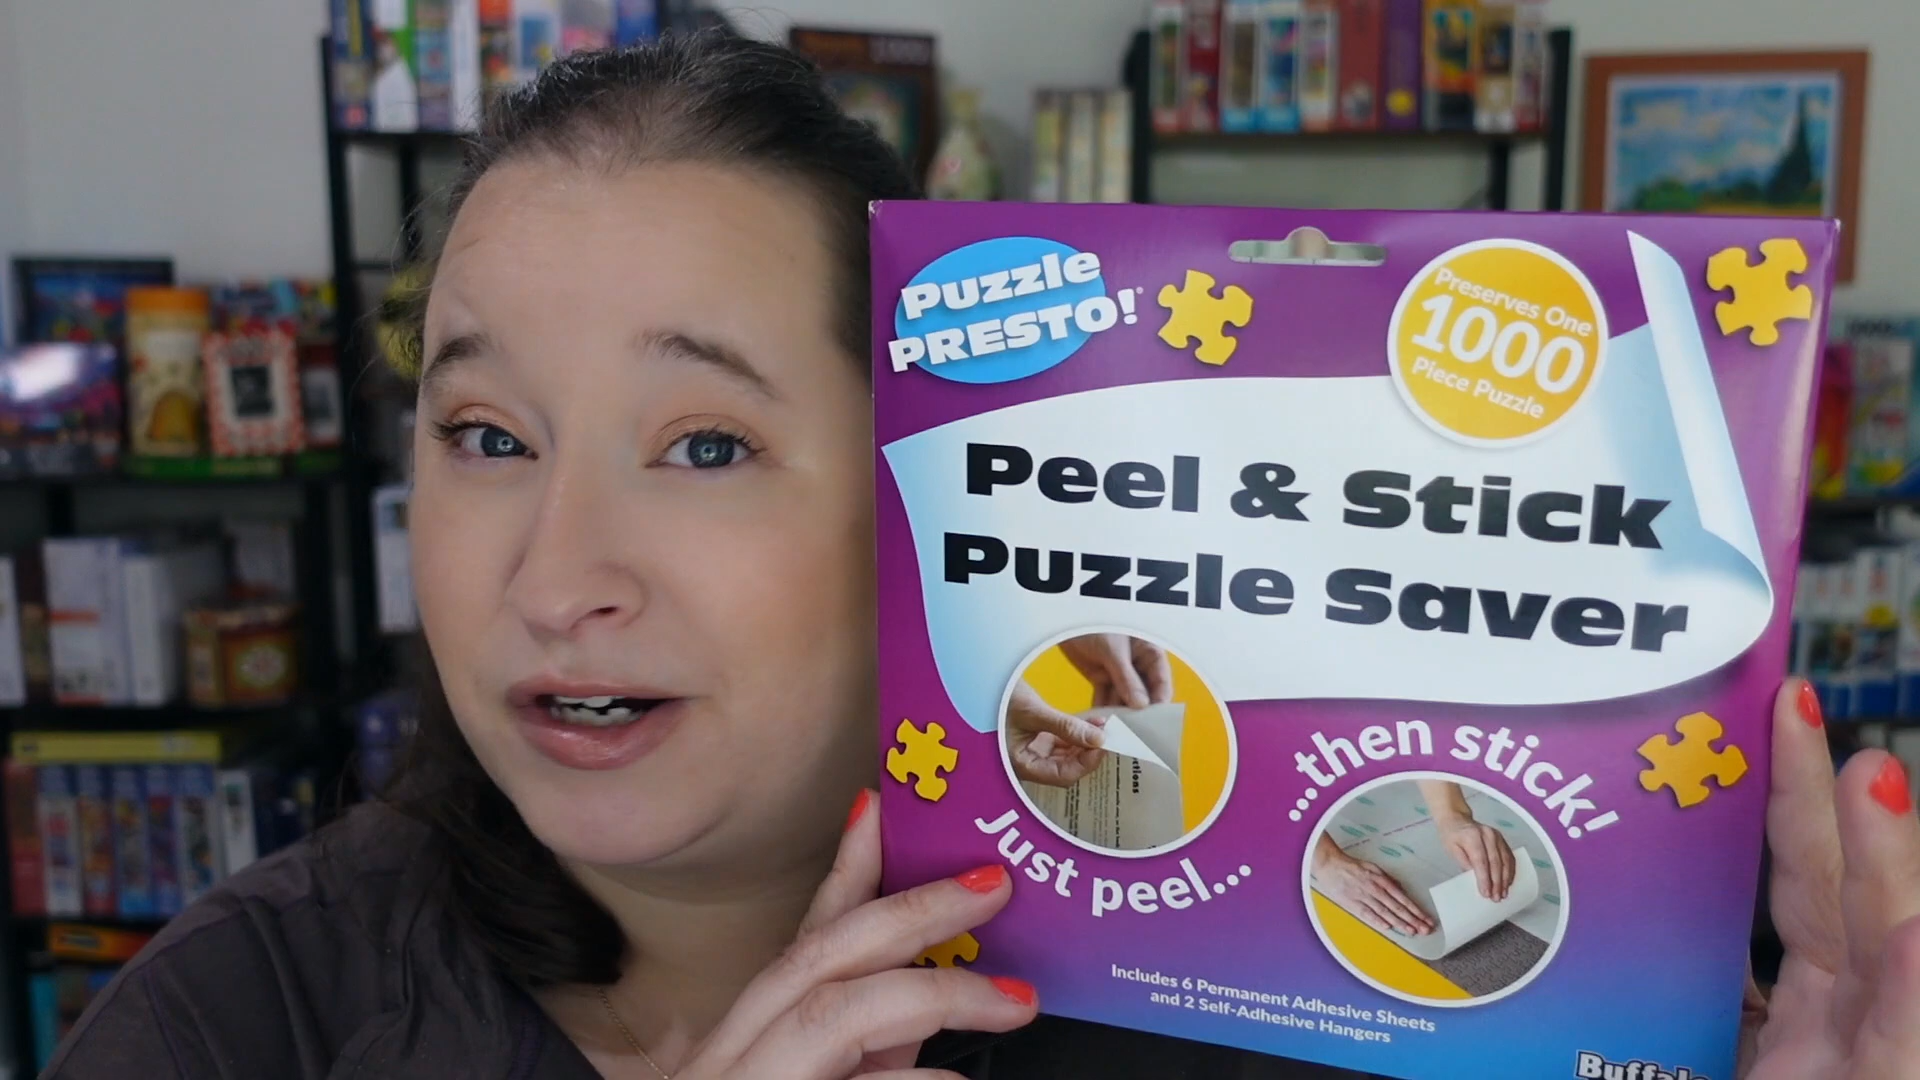 Puzzle
PRESTO!
Preserves One
1000
Piece Puzzle
Peel & Stick
Puzzle Saver
Just peel...
...then stick!
Includes 6 Permanent Adhesive Sheets
and 2 Self-Adhesive Hangers